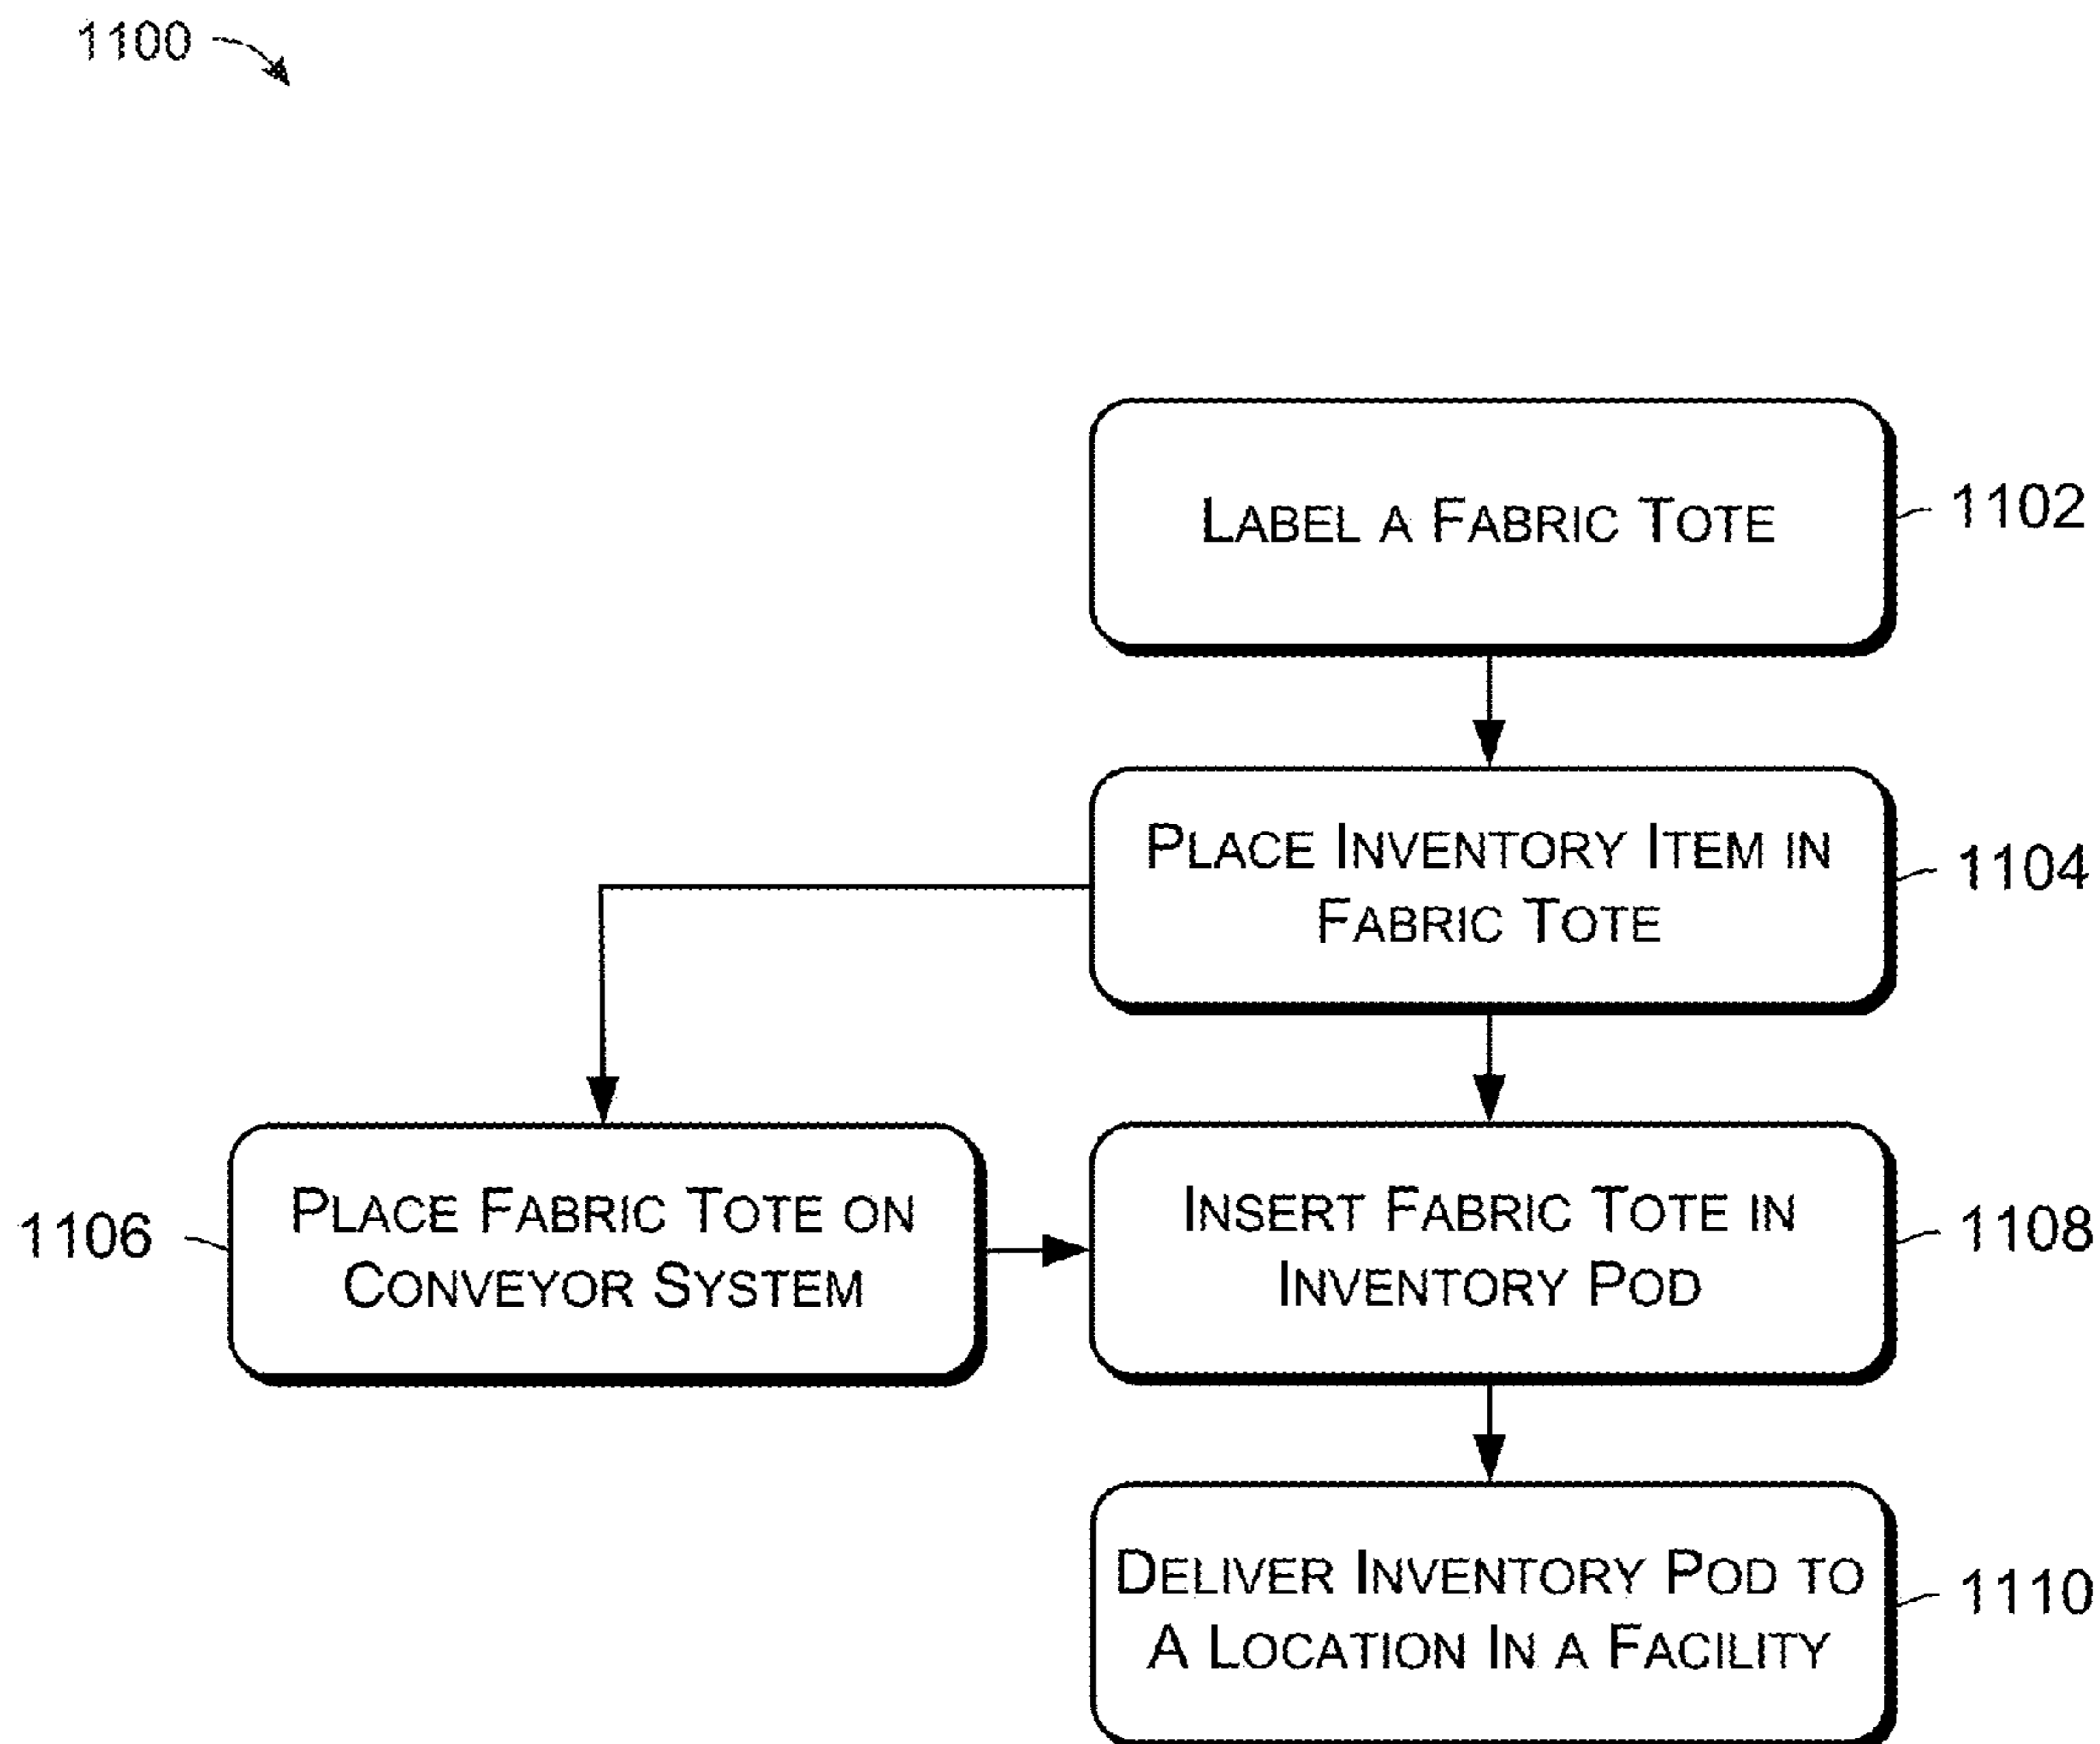 1100
LABEL A FABRIC TOTE
1102
PLACE INVENTORY ITEM IN
FABRIC TOTE
1104
1106
PLACE FABRIC TOTE ON
CONVEYOR SYSTEM
INSERT FABRIC TOTE IN
INVENTORY POD
1108
DELIVER INVENTORY POD TO
A LOCATION IN A FACILITY
1110